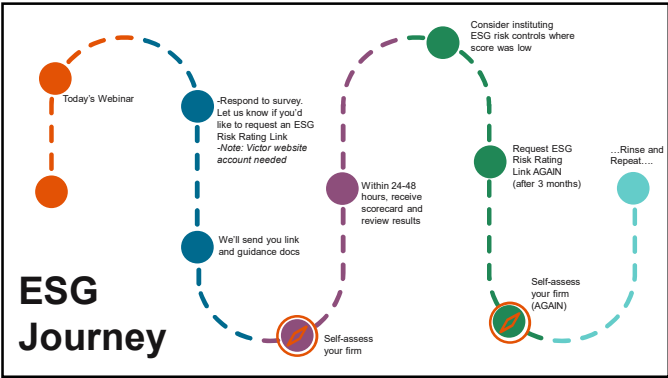 Today's Webinar
-Respond to survey.
Let us know if you'd
like to request an ESG
Risk Rating Link
-Note: Victor website
account needed
We'll send you link
and guidance docs
Self-assess
your firm
Within 24-48
hours, receive
scorecard and
review results
Consider instituting
ESG risk controls where
score was low
Request ESG
Risk Rating
Link AGAIN
(after 3 months)
Self-assess
your firm
(AGAIN)
…Rinse and
Repeat….
ESG
Journey